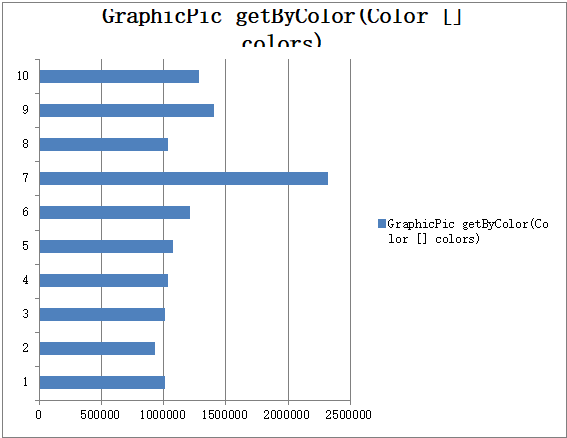 GraphicPic getByColor(Color []
colors)
10
9
8
7
6
5
4
3
2
1
0 500000 1000000 1500000 2000000 2500000
GraphicPic getByColor(Co
lor [] colors)